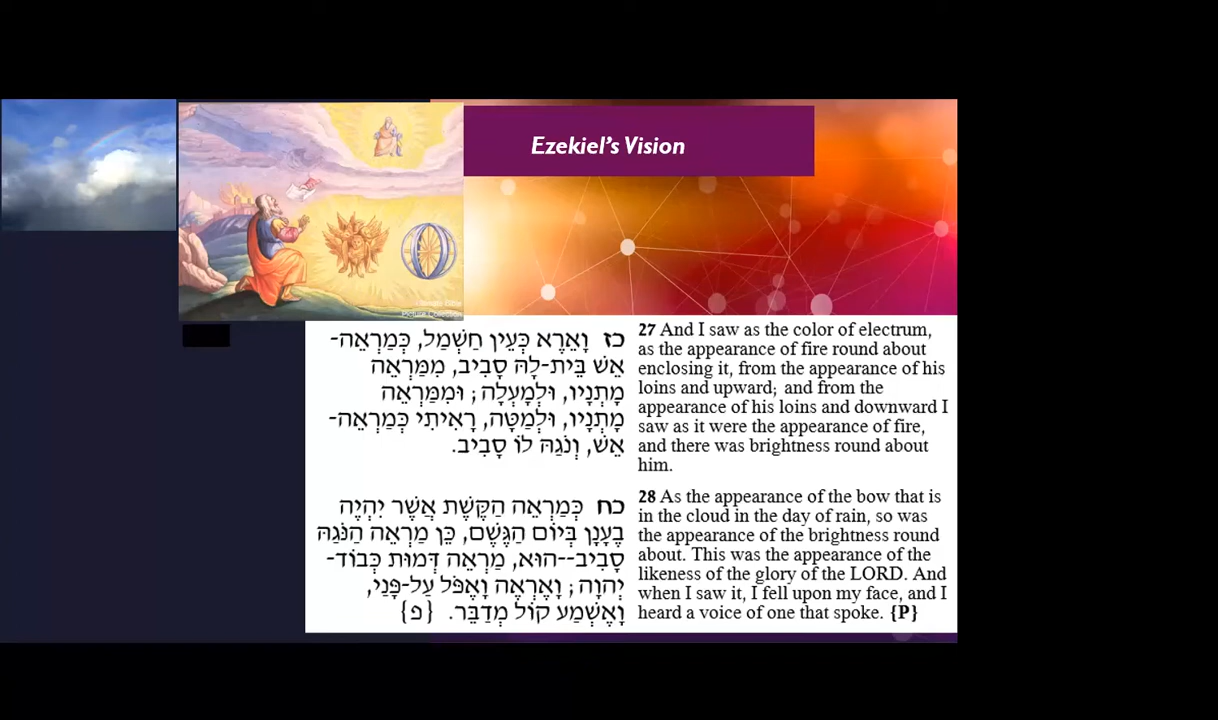 Ezekiel's Vision
Picture Collection
כז וָאֵרֶא כְּעֵין חַשְׁמַל, כְּמַרְאֵה-
אֵשׁ בֵּית-לָהּ סָבִיב, מִמַּרְאֵה
מָתְנָיו, וּלְמָעְלָה; וּמִמַּרְאֵה
מָתְנָיו, וּלְמַטָּה, רָאִיתִי כְּמַרְאֵה-
אֵשׁ, וְנֹגַהּ לוֹ סָבִיב.
27 And I saw as the color of electrum,
as the appearance of fire round about
enclosing it, from the appearance of his
loins and upward; and from the
appearance of his loins and downward I
saw as it were the appearance of fire,
and there was brightness round about
him.
כח כְּמַרְאֵה הַקֶּשֶׁת אֲשֶׁר יִהְיֶה
בֶעָנָן בְּיוֹם הַגֶּשֶׁם, כֵּן מַרְאֵה הַנֹּגַהּ
סָבִיב--הוּא, מַרְאֵה דְּמוּת כְּבוֹד-
יְהוָה; וָאֶרְאֶה וָאֶפֹּל עַל-פָּנַי,
וָאֶשְׁמַע קוֹל מְדַבֵּר. {פ}
28 As the appearance of the bow that is
in the cloud in the day of rain, so was
the appearance of the brightness round
about. This was the appearance of the
likeness of the glory of the LORD. And
when I saw it, I fell upon my face, and I
heard a voice of one that spoke. {P}